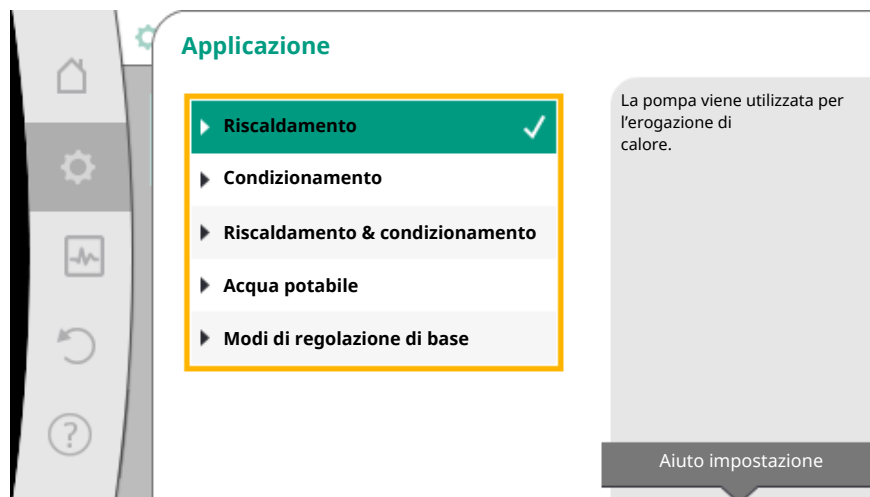 Applicazione
Riscaldamento
Condizionamento
Riscaldamento & condizionamento
Acqua potabile
Modi di regolazione di base
La pompa viene utilizzata per
l'erogazione di
calore.
Aiuto impostazione
?